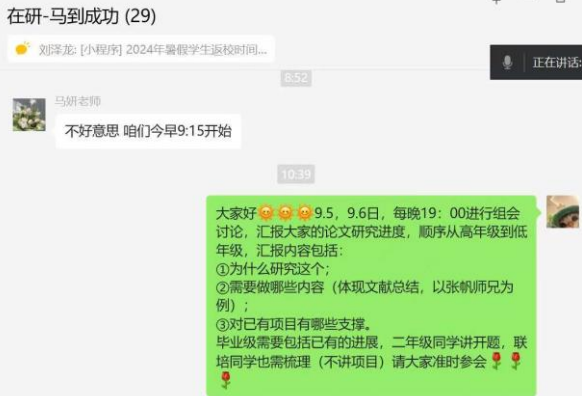 在研-马到成功 (29)
刘泽龙: [小程序] 2024年暑假学生返校时间...
正在讲话:
8:52
马妍老师
不好意思 咱们今早9:15开始
10:39
大家好9.5，9.6日，每晚19：00进行组会
讨论，汇报大家的论文研究进度，顺序从高年级到低
年级，汇报内容包括：
①为什么研究这个；
②需要做哪些内容（体现文献总结，以张帆师兄为
例）；
③对已有项目有哪些支撑。
毕业级需要包括已有的进展，二年级同学讲开题，联
培同学也需梳理（不讲项目）请大家准时参会